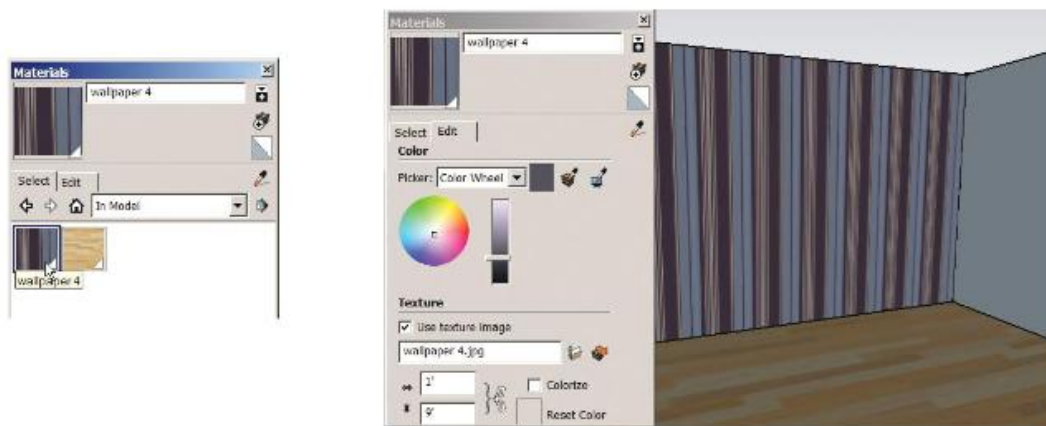 Materials
wallpaper 4
Select
Edit
In Model
wallpaper 4
Materials
wallpaper 4
Select
Edit
Color
Picker:
Color Wheel
Texture
Use texture image
wallpaper 4.jpg
1'
Colorize
9'
Reset Color